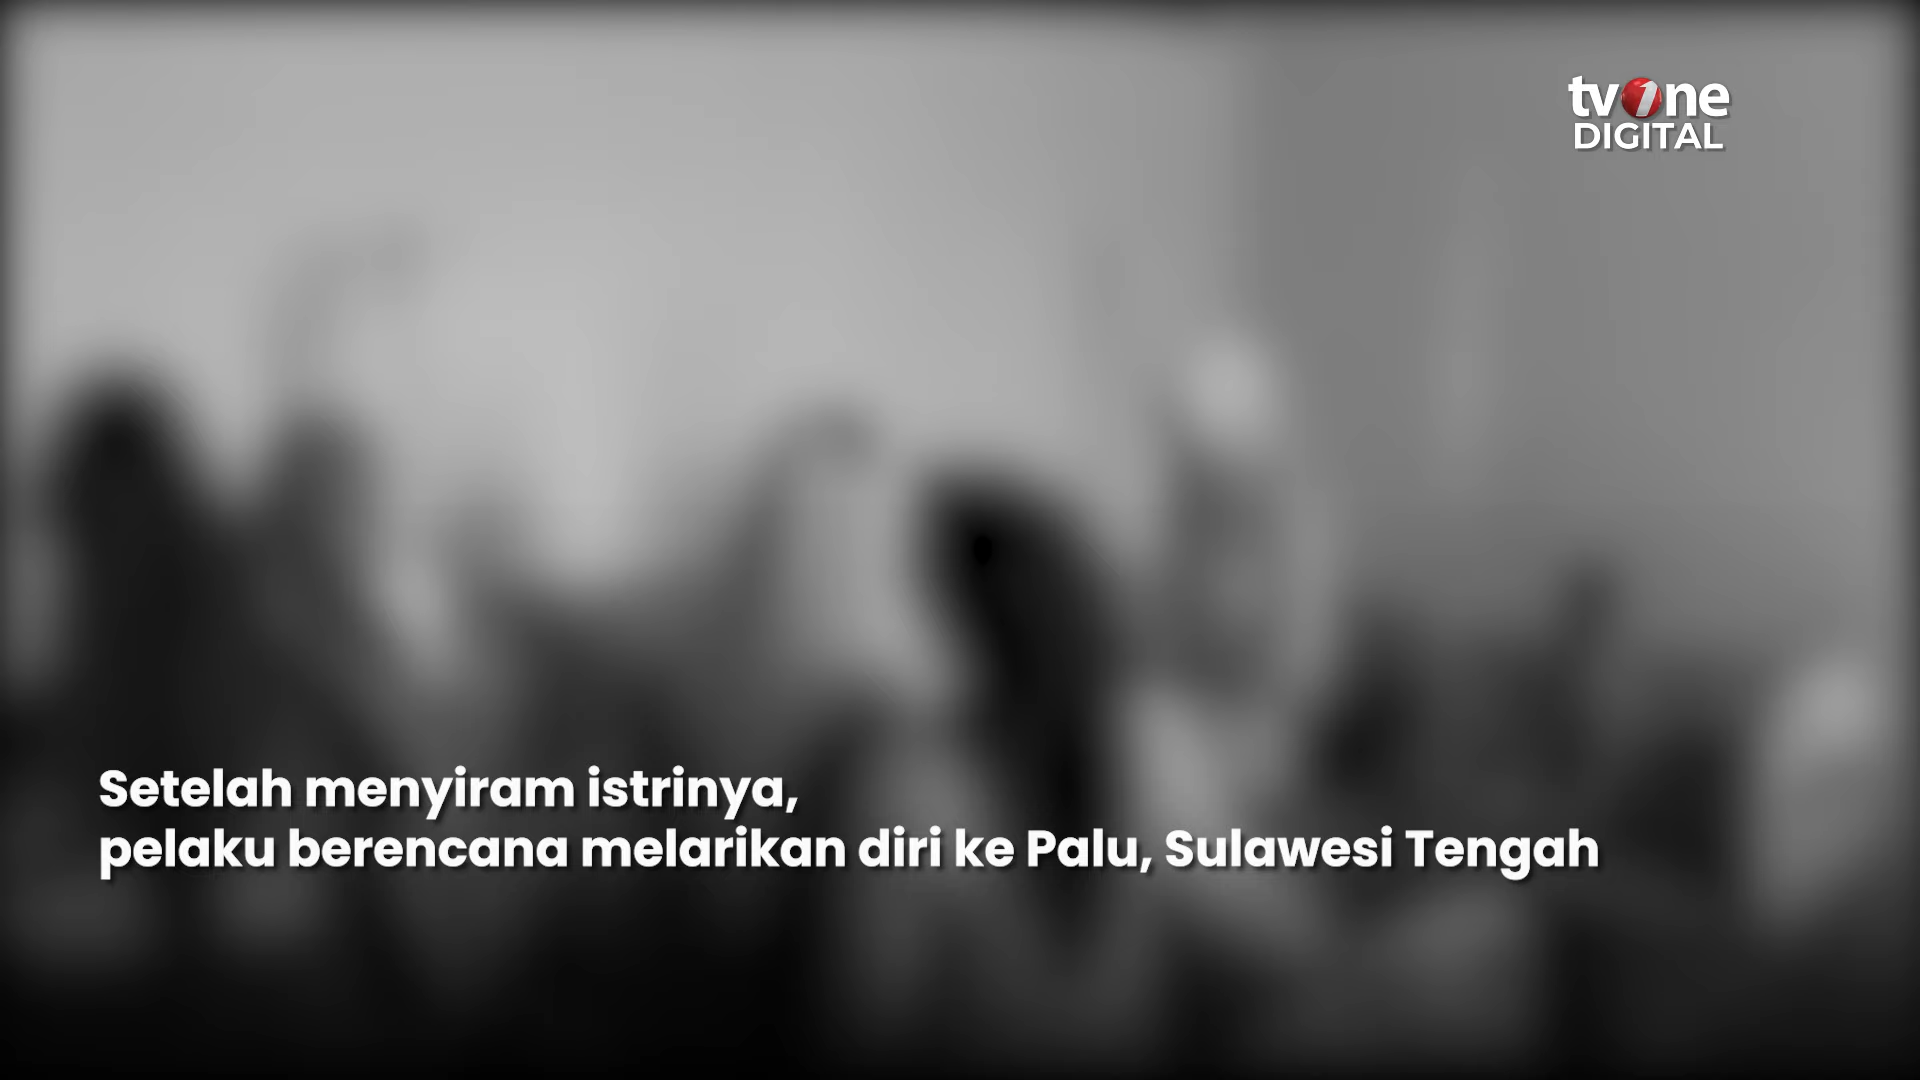 tvOne
DIGITAL
Setelah menyiram istrinya,
pelaku berencana melarikan diri ke Palu, Sulawesi Tengah